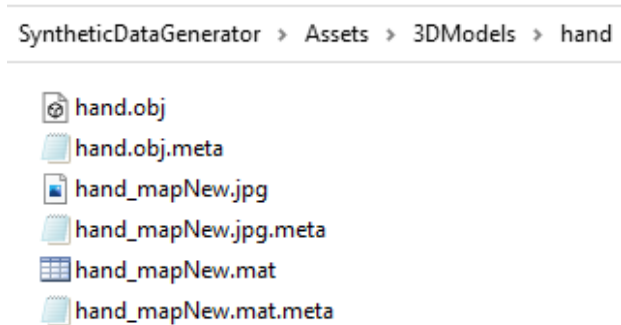 SyntheticDataGenerator > Assets > 3DModels > hand
hand.obj
hand.obj.meta
hand_mapNew.jpg
hand_mapNew.jpg.meta
hand_mapNew.mat
hand_mapNew.mat.meta